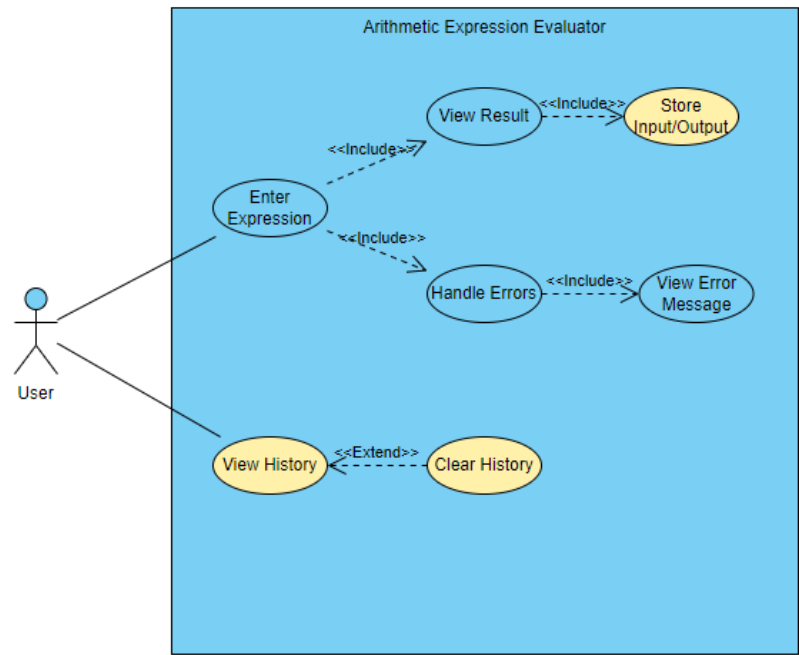 Arithmetic Expression Evaluator
View Result
<<Include>>
Store
Input/Output
<<Include>>
Enter
Expression
<<Include>>
Handle Errors
<<Include>>
View Error
Message
User
View History
<<Extend>>
Clear History